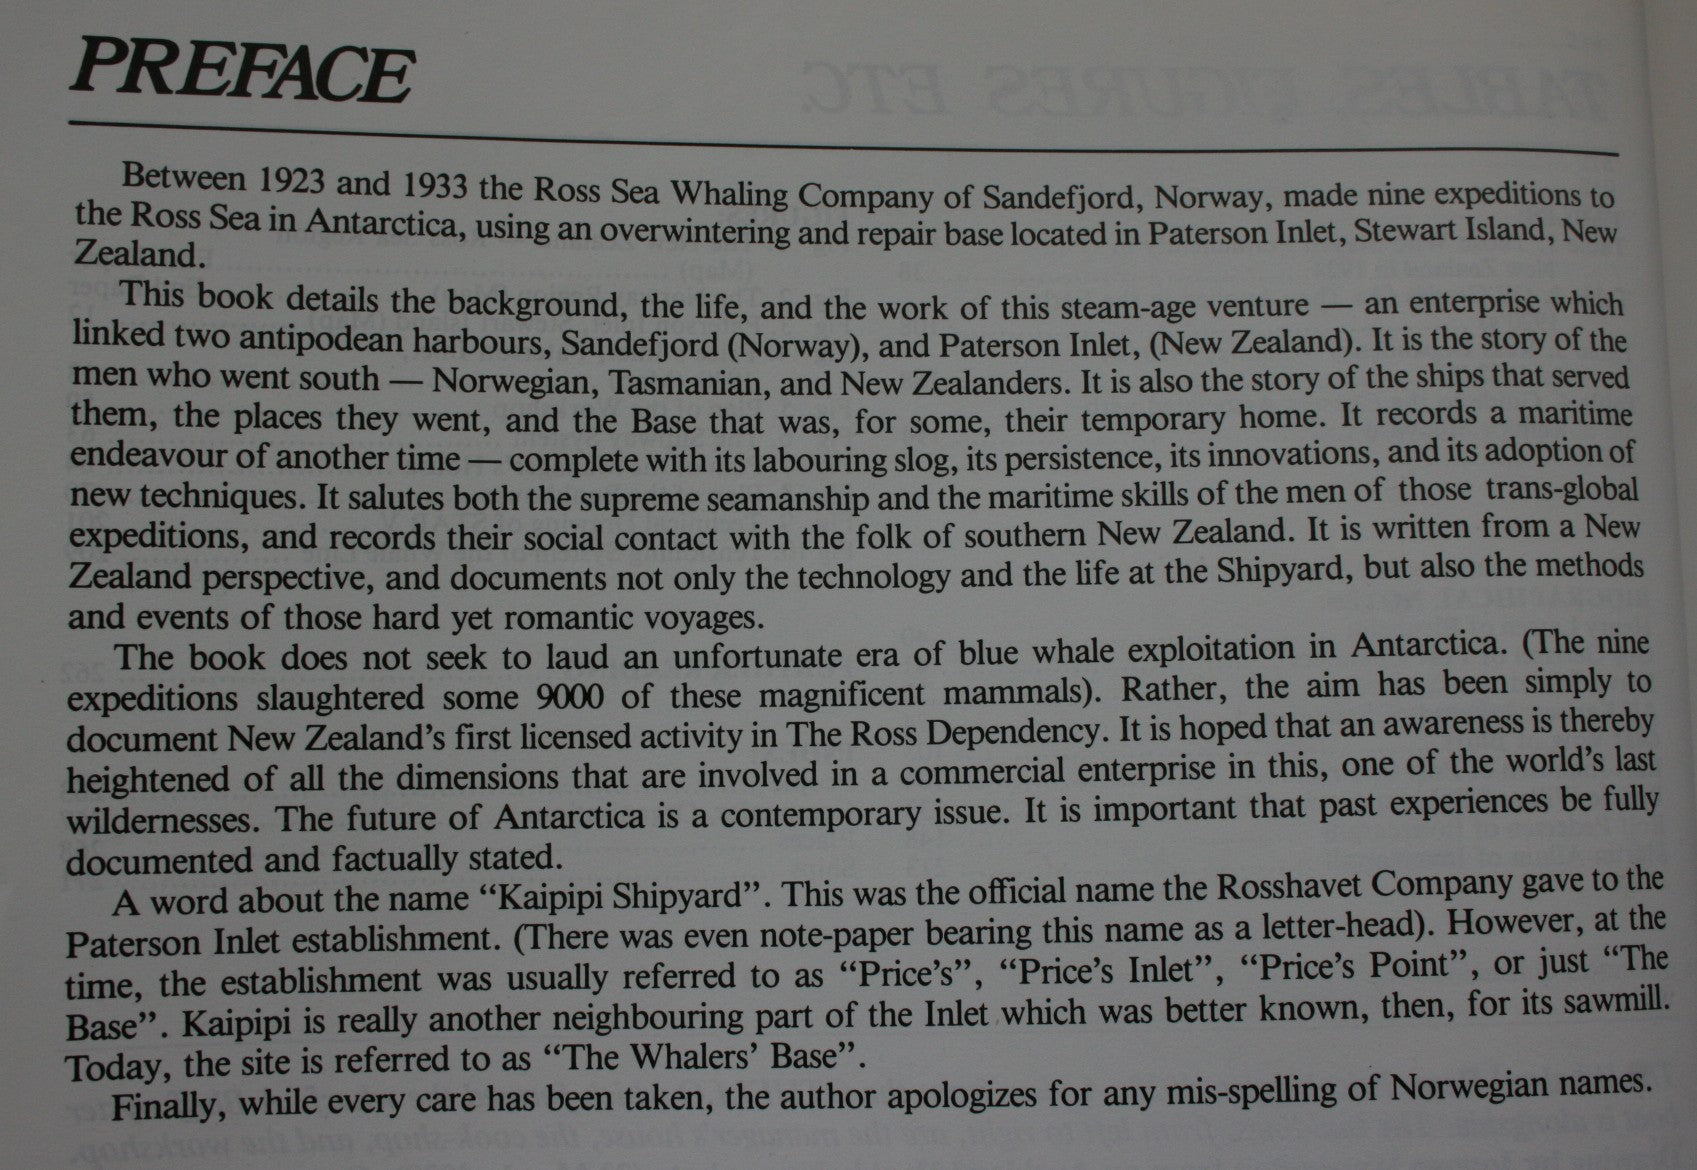 PREFACE
Between 1923 and 1933 the Ross Sea Whaling Company of Sandefjord, Norway, made nine expeditions to
the Ross Sea in Antarctica, using an overwintering and repair base located in Paterson Inlet, Stewart Island, New
Zealand.
This book details the background, the life, and the work of this steam-age venture — an enterprise which
linked two antipodean harbours, Sandefjord (Norway), and Paterson Inlet, (New Zealand). It is the story of the
men who went south — Norwegian, Tasmanian, and New Zealanders. It is also the story of the ships that served
them, the places they went, and the Base that was, for some, their temporary home. It records a maritime
endeavour of another time — complete with its labouring slog, its persistence, its innovations, and its adoption of
new techniques. It salutes both the supreme seamanship and the maritime skills of the men of those trans-global
expeditions, and records their social contact with the folk of southern New Zealand. It is written from a New
Zealand perspective, and documents not only the technology and the life at the Shipyard, but also the methods
and events of those hard yet romantic voyages.
The book does not seek to laud an unfortunate era of blue whale exploitation in Antarctica. (The nine
expeditions slaughtered some 9000 of these magnificent mammals). Rather, the aim has been simply to
document New Zealand's first licensed activity in The Ross Dependency. It is hoped that an awareness is thereby
heightened of all the dimensions that are involved in a commercial enterprise in this, one of the world's last
wildernesses. The future of Antarctica is a contemporary issue. It is important that past experiences be fully
documented and factually stated.
A word about the name “Kaipipi Shipyard”. This was the official name the Rosshavet Company gave to the
Paterson Inlet establishment. (There was even note-paper bearing this name as a letter-head). However, at the
time, the establishment was usually referred to as “Price's”, “Price's Inlet”, “Price's Point”, or just “The
Base”. Kaipipi is really another neighbouring part of the Inlet which was better known, then, for its sawmill.
Today, the site is referred to as “The Whalers' Base”.
Finally, while every care has been taken, the author apologizes for any mis-spelling of Norwegian names.